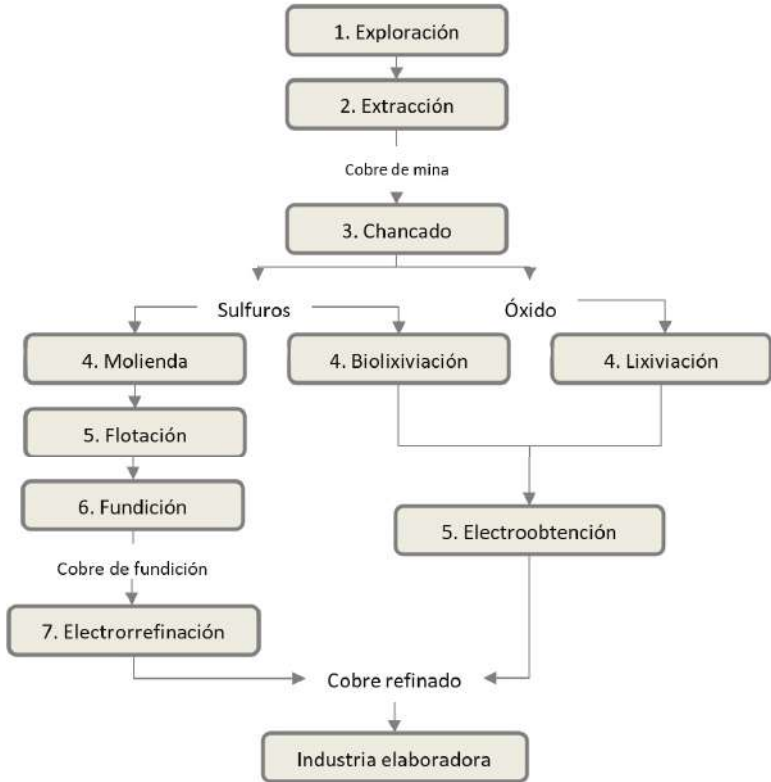 1. Exploración
2. Extracción
Cobre de mina
3. Chancado
Sulfuros
Óxido
4. Molienda
4. Biolixiviación
4. Lixiviación
5. Flotación
6. Fundición
5. Electroobtención
Cobre de fundición
7. Electrorrefinación
Cobre refinado
Industria elaboradora